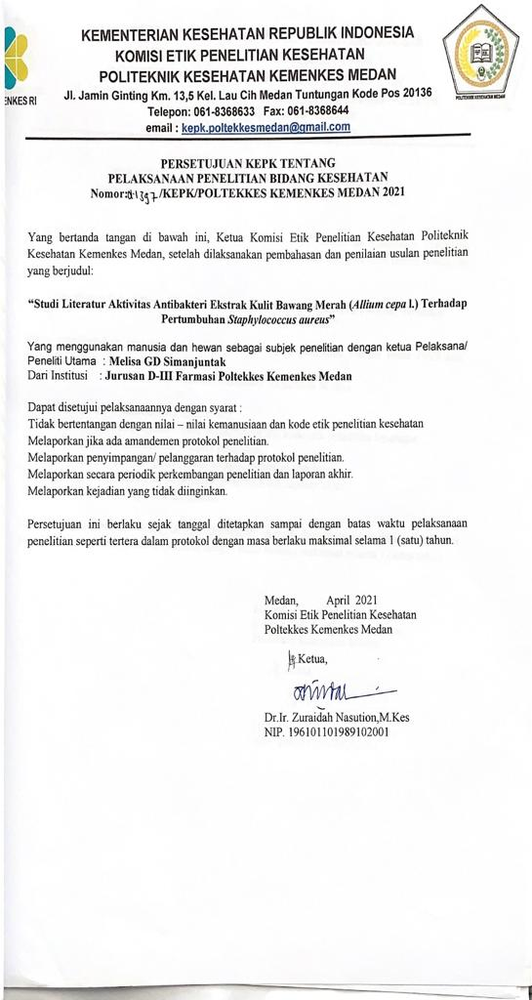 KEMENTERIAN KESEHATAN REPUBLIK INDONESIA
KOMISI ETIK PENELITIAN KESEHATAN
POLITEKNIK KESEHATAN KEMENKES MEDAN
Jl. Jamin Ginting Km. 13,5 Kel. Lau Cih Medan Tuntungan Kode Pos 20136
Telepon: 061-8368633 Fax: 061-8368644
email : kepk.poltekkesmedan@gmail.com
ENKES RI
POLITEKNIK KESEHATAN MEDAN
PERSETUJUAN KEPK TENTANG
PELAKSANAAN PENELITIAN BIDANG KESEHATAN
Nomor: /KEPK/POLTEKKES KEMENKES MEDAN 2021
Yang bertanda tangan di bawah ini, Ketua Komisi Etik Penelitian Kesehatan Politeknik
Kesehatan Kemenkes Medan, setelah dilaksanakan pembahasan dan penilaian usulan penelitian
yang berjudul:
“Studi Literatur Aktivitas Antibakteri Ekstrak Kulit Bawang Merah (Allium cepa l.) Terhadap
Pertumbuhan Staphylococcus aureus”
Yang menggunakan manusia dan hewan sebagai subjek penelitian dengan ketua Pelaksana/
Peneliti Utama : Melisa GD Simanjuntak
Dari Institusi : Jurusan D-III Farmasi Poltekkes Kemenkes Medan
Dapat disetujui pelaksanaannya dengan syarat :
Tidak bertentangan dengan nilai – nilai kemanusiaan dan kode etik penelitian kesehatan
Melaporkan jika ada amandemen protokol penelitian.
Melaporkan penyimpangan/ pelanggaran terhadap protokol penelitian.
Melaporkan secara periodik perkembangan penelitian dan laporan akhir.
Melaporkan kejadian yang tidak diinginkan.
Persetujuan ini berlaku sejak tanggal ditetapkan sampai dengan batas waktu pelaksanaan
penelitian seperti tertera dalam protokol dengan masa berlaku maksimal selama 1 (satu) tahun.
Medan, April 2021
Komisi Etik Penelitian Kesehatan
Poltekkes Kemenkes Medan
Ketua,
Dr.Ir. Zuraidah Nasution,M.Kes
NIP. 196101101989102001